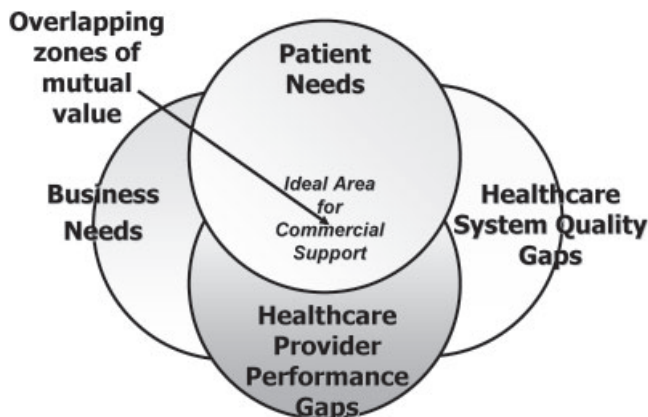 Overlapping
zones of
mutual
value
Patient
Needs
Business
Needs
Ideal Area
for
Commercial
Support
Healthcare
System Quality
Gaps
Healthcare
Provider
Performance
Gaps